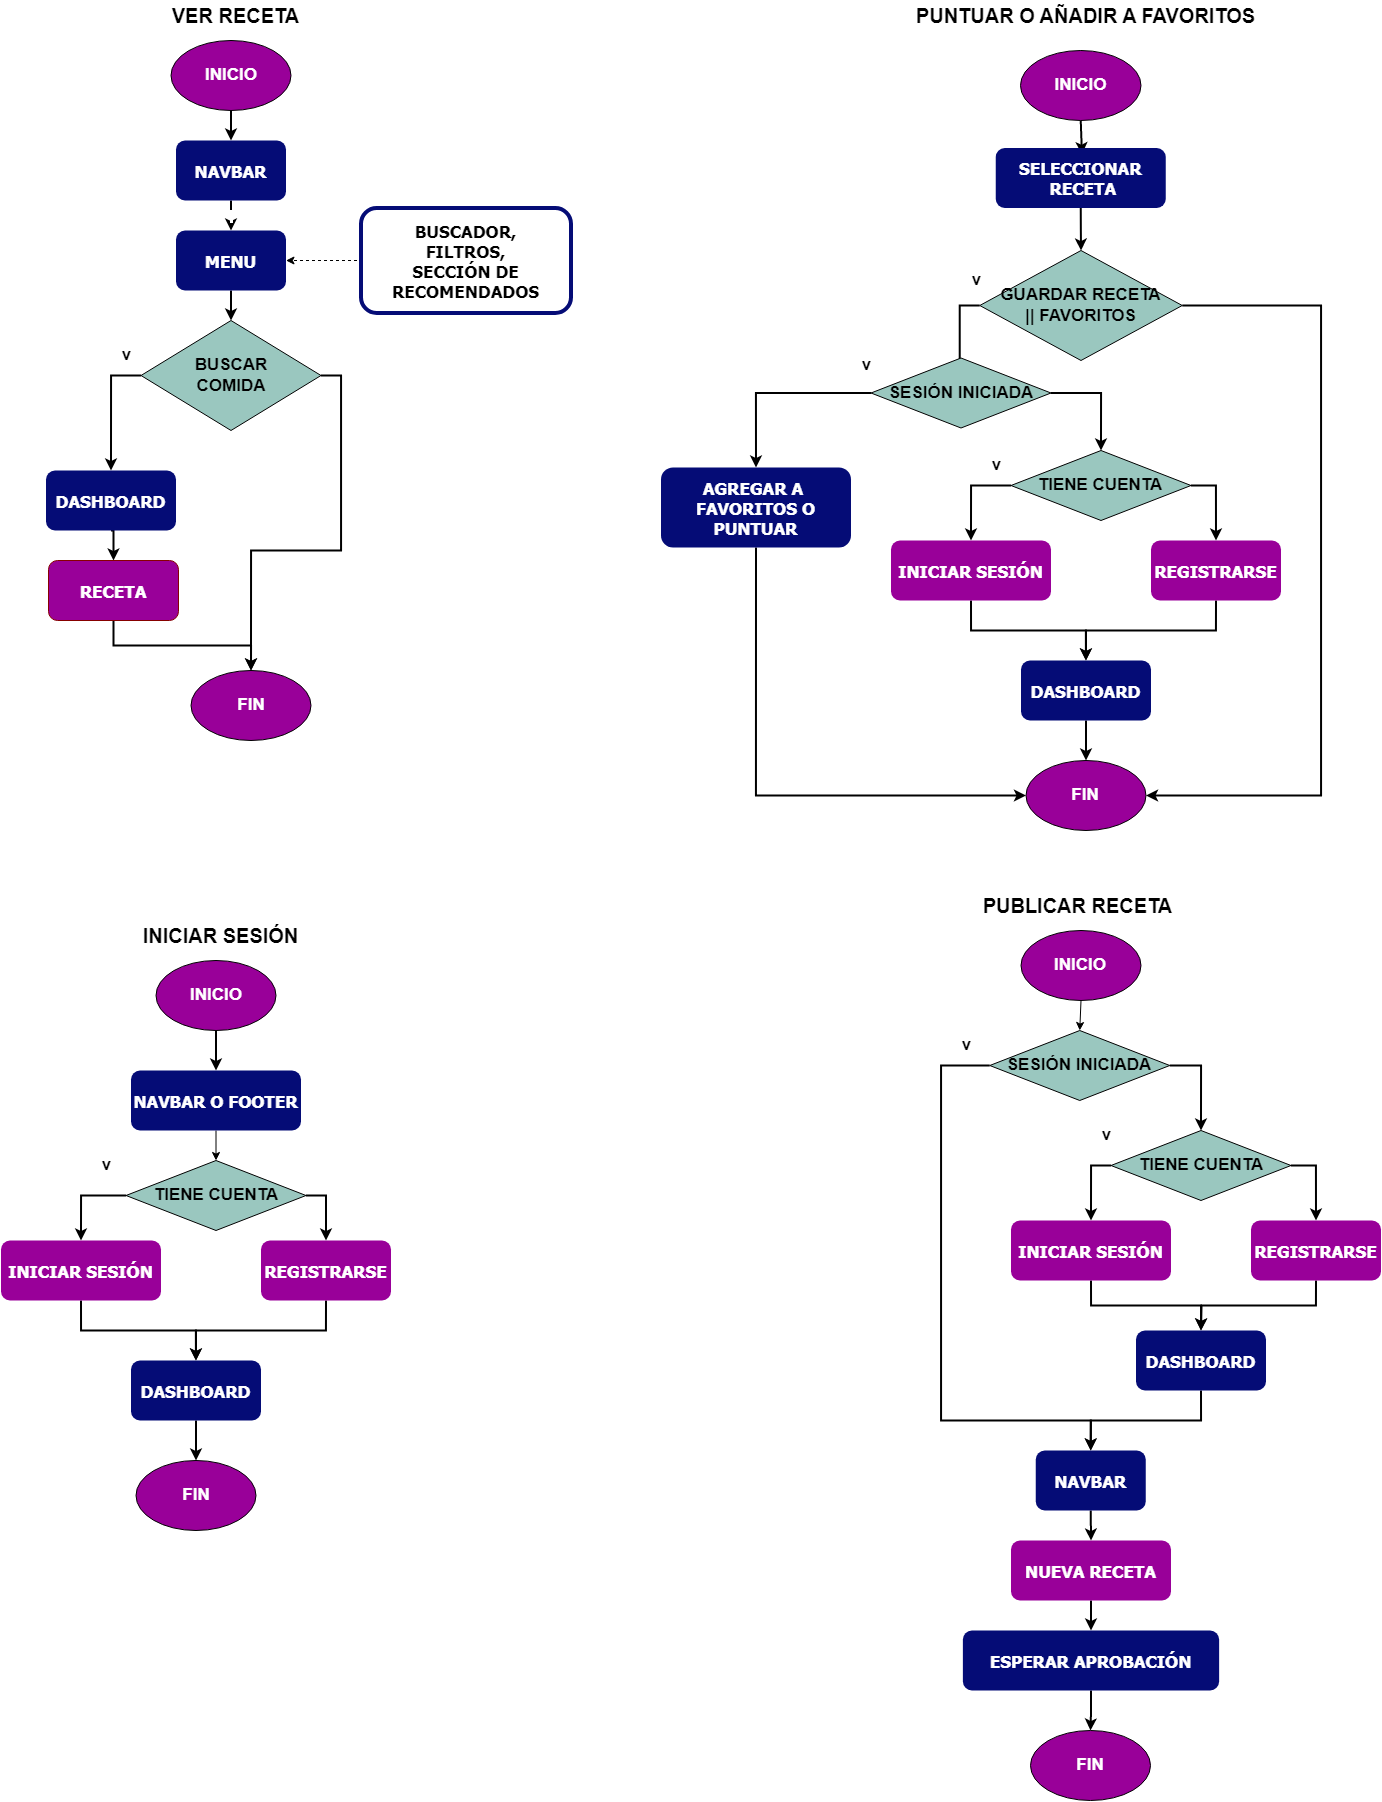 VER RECETA
INICIO
NAVBAR
MENU
BUSCADOR,
FILTROS,
SECCIÓN DE
RECOMENDADOS
V
BUSCAR
COMIDA
DASHBOARD
RECETA
FIN
PUNTUAR O AÑADIR A FAVORITOS
INICIO
SELECCIONAR
RECETA
V
GUARDAR RECETA
|| FAVORITOS
V
SESIÓN INICIADA
V
TIENE CUENTA
AGREGAR A
FAVORITOS O
PUNTUAR
INICIAR SESIÓN
REGISTRARSE
DASHBOARD
FIN
INICIAR SESIÓN
INICIO
NAVBAR O FOOTER
V
TIENE CUENTA
INICIAR SESIÓN
REGISTRARSE
DASHBOARD
FIN
PUBLICAR RECETA
INICIO
V
SESIÓN INICIADA
V
TIENE CUENTA
INICIAR SESIÓN
REGISTRARSE
DASHBOARD
NAVBAR
NUEVA RECETA
ESPERAR APROBACIÓN
FIN